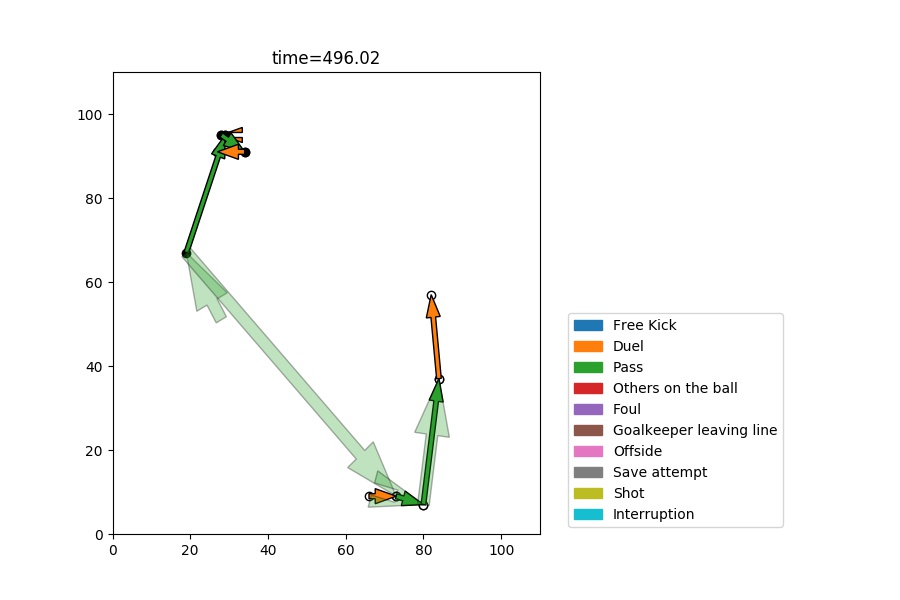 time=496.02
100
80
60
40
20
0
0 20 40 60 80 100
Free Kick
Duel
Pass
Others on the ball
Foul
Goalkeeper leaving line
Offside
Save attempt
Shot
Interruption